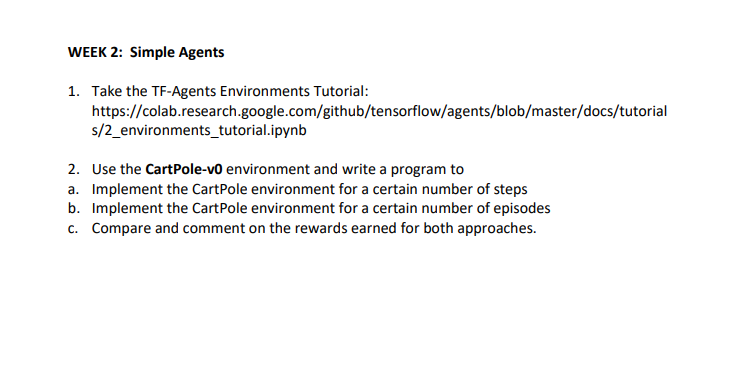 WEEK 2: Simple Agents
1. Take the TF-Agents Environments Tutorial:
https://colab.research.google.com/github/tensorflow/agents/blob/master/docs/tutorial
s/2_environments_tutorial.ipynb
2. Use the CartPole-v0 environment and write a program to
a. Implement the CartPole environment for a certain number of steps
b. Implement the CartPole environment for a certain number of episodes
c. Compare and comment on the rewards earned for both approaches.